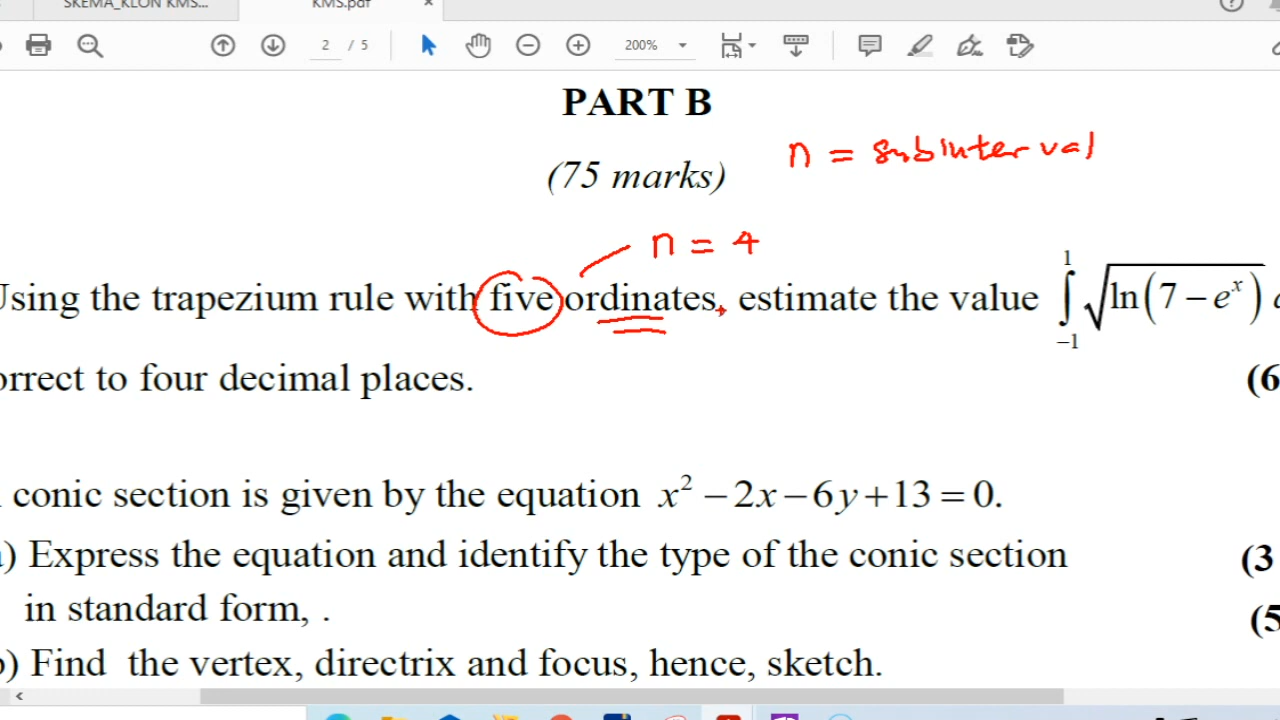 SKEMA_KLON KMS...
KMS.pdf
2 / 5
200%
PART B
(75 marks)
n = subinterval
n = 4
Using the trapezium rule with five ordinates, estimate the value ∫₋₁¹ √ln(7 − eˣ)
orrect to four decimal places.
(6
conic section is given by the equation x² − 2x − 6y + 13 = 0.
) Express the equation and identify the type of the conic section
(3
in standard form, .
(5
) Find the vertex, directrix and focus, hence, sketch.